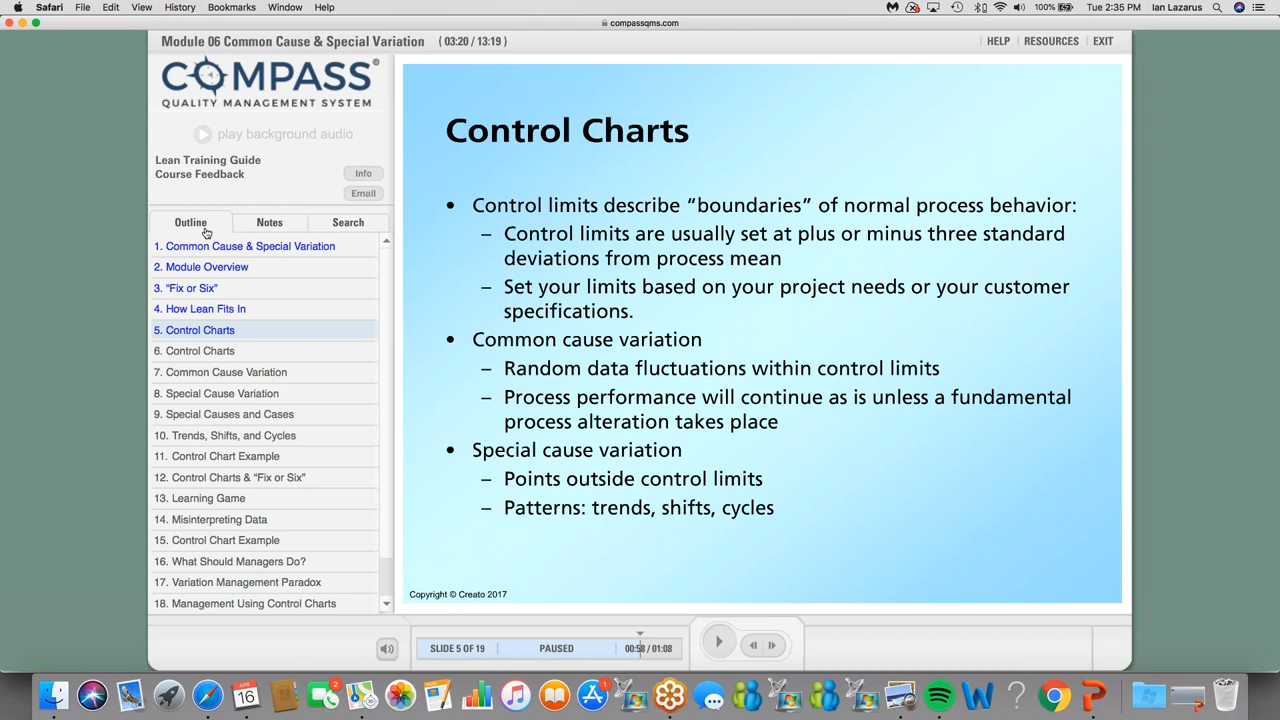 Safari File Edit View History Bookmarks Window Help
100% Tue 2:35 PM Ian Lazarus
compassqms.com
Module 06 Common Cause & Special Variation ( 03:20 / 13:19 )
HELP RESOURCES EXIT
COMPASS®
QUALITY MANAGEMENT SYSTEM
play background audio
Lean Training Guide
Course Feedback
Info
Email
Outline Notes Search
1. Common Cause & Special Variation
2. Module Overview
3. “Fix or Six”
4. How Lean Fits In
5. Control Charts
6. Control Charts
7. Common Cause Variation
8. Special Cause Variation
9. Special Causes and Cases
10. Trends, Shifts, and Cycles
11. Control Chart Example
12. Control Charts & “Fix or Six”
13. Learning Game
14. Misinterpreting Data
15. Control Chart Example
16. What Should Managers Do?
17. Variation Management Paradox
18. Management Using Control Charts
Control Charts
• Control limits describe “boundaries” of normal process behavior:
– Control limits are usually set at plus or minus three standard
deviations from process mean
– Set your limits based on your project needs or your customer
specifications.
• Common cause variation
– Random data fluctuations within control limits
– Process performance will continue as is unless a fundamental
process alteration takes place
• Special cause variation
– Points outside control limits
– Patterns: trends, shifts, cycles
Copyright © Creato 2017
SLIDE 5 OF 19 PAUSED 00:58 / 01:08
APR
16
2
1